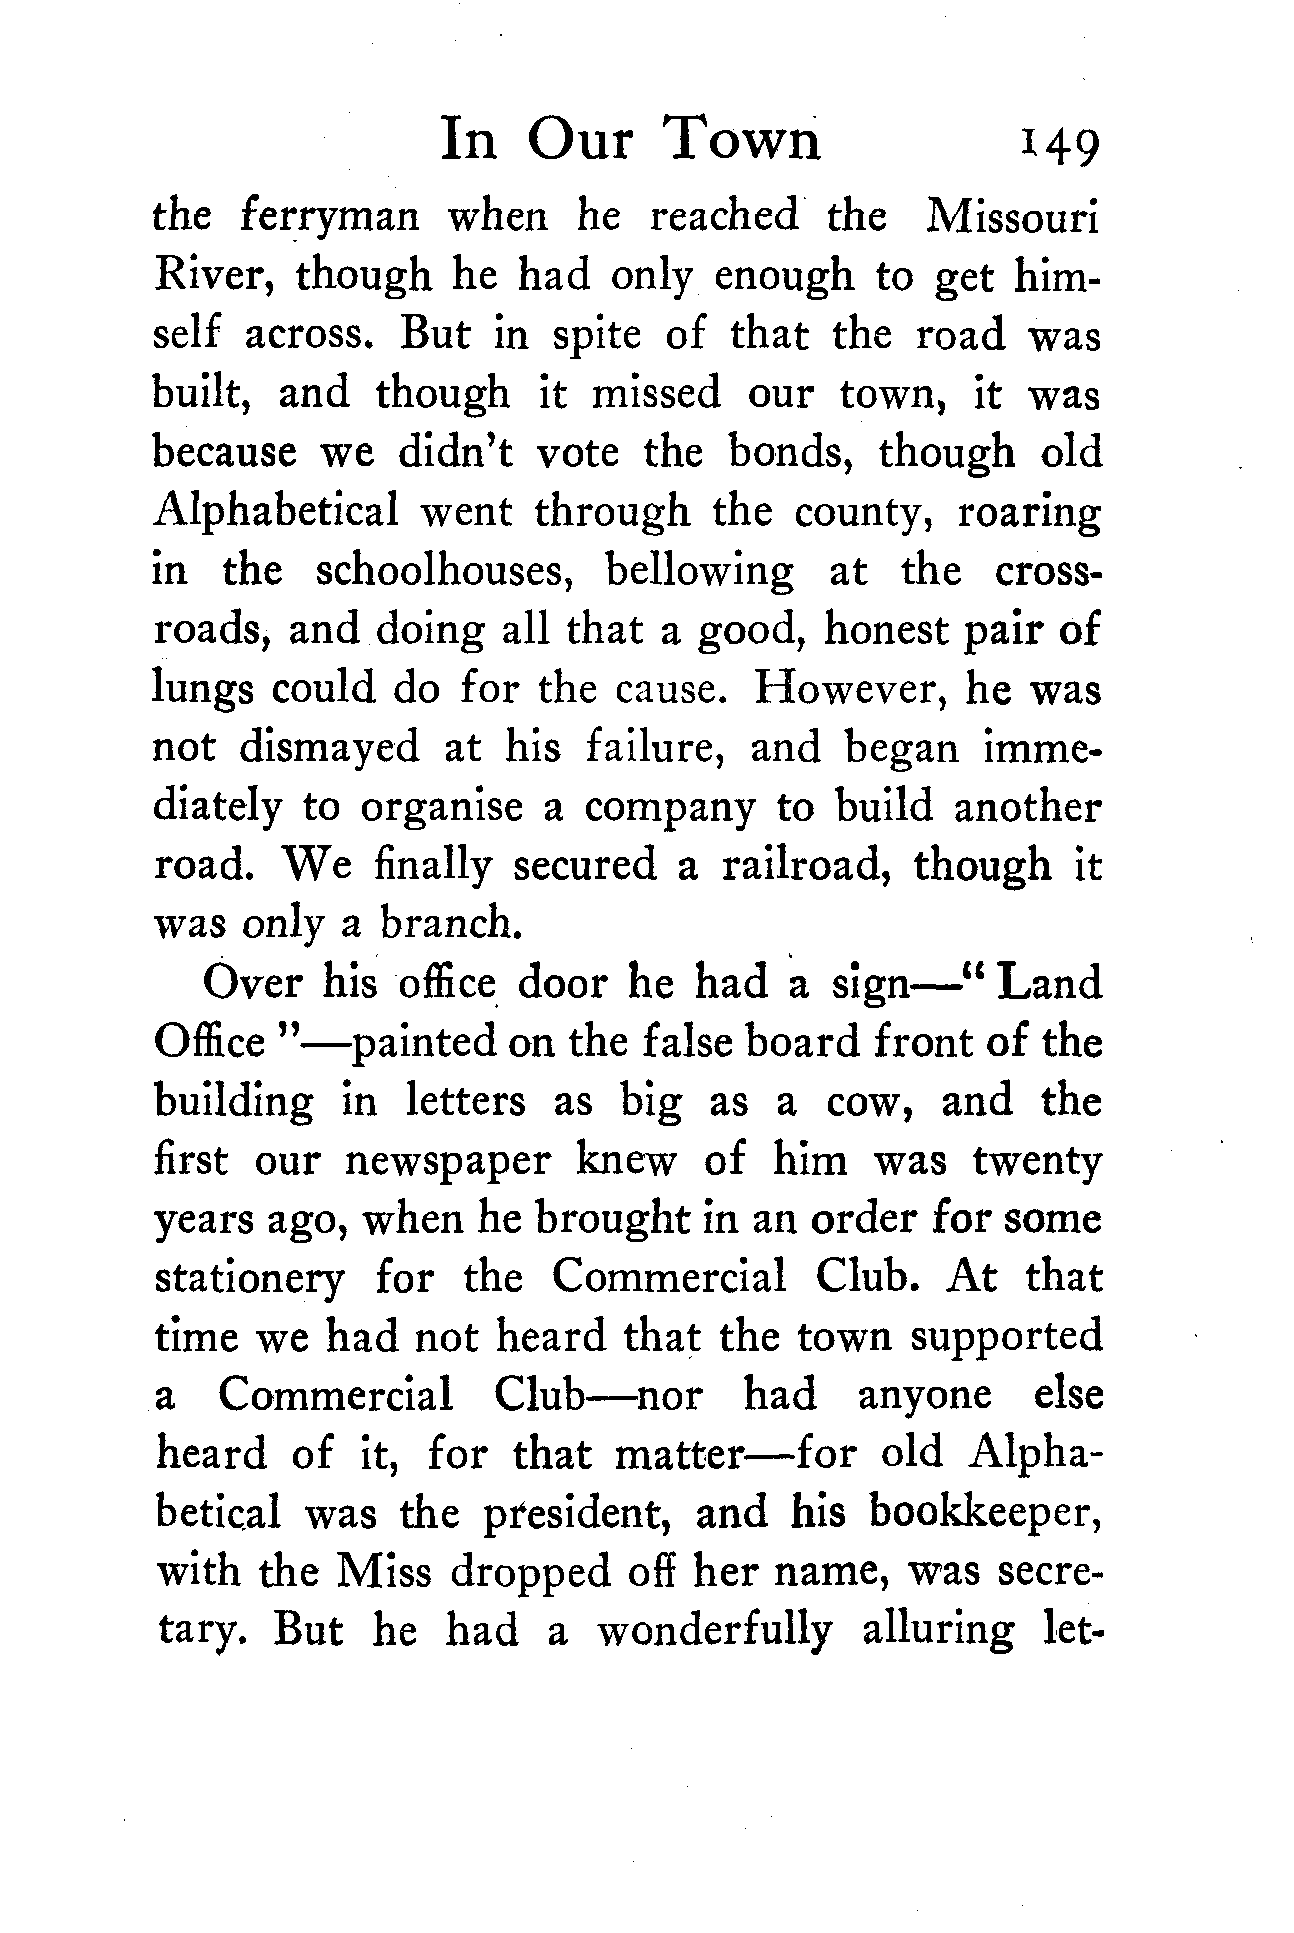 In Our Town 149
the ferryman when he reached the Missouri
River, though he had only enough to get him-
self across. But in spite of that the road was
built, and though it missed our town, it was
because we didn't vote the bonds, though old
Alphabetical went through the county, roaring
in the schoolhouses, bellowing at the cross-
roads, and doing all that a good, honest pair of
lungs could do for the cause. However, he was
not dismayed at his failure, and began imme-
diately to organise a company to build another
road. We finally secured a railroad, though it
was only a branch.
Over his office door he had a sign—“ Land
Office ”—painted on the false board front of the
building in letters as big as a cow, and the
first our newspaper knew of him was twenty
years ago, when he brought in an order for some
stationery for the Commercial Club. At that
time we had not heard that the town supported
a Commercial Club—nor had anyone else
heard of it, for that matter—for old Alpha-
betical was the president, and his bookkeeper,
with the Miss dropped off her name, was secre-
tary. But he had a wonderfully alluring let-